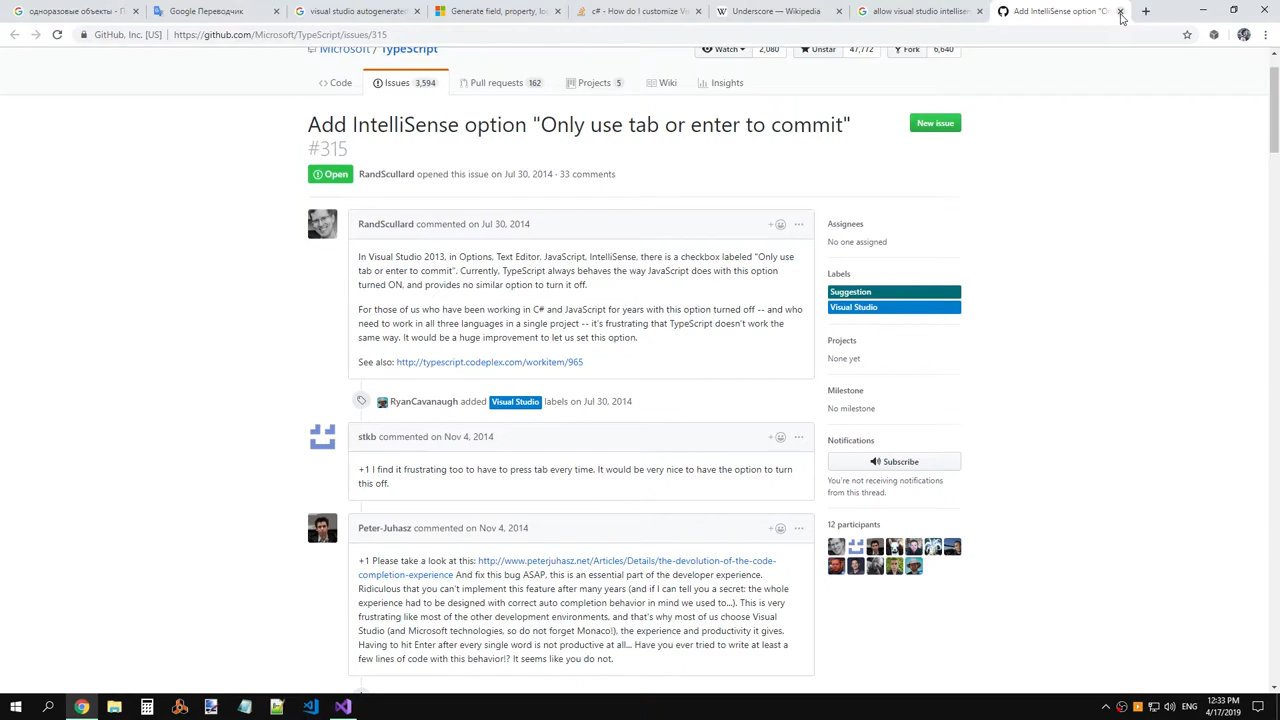 одноразовые объекты - П
Google Переводчик
visual studio autogenerate
Generate field, property, loc
c# - How do I customize Vis
Underscore - Wikipedia
allow visual studio intellisen
Add IntelliSense option "On
GitHub, Inc. [US] https://github.com/Microsoft/TypeScript/issues/315
Microsoft / TypeScript
Watch 2,080
Unstar 47,772
Fork 6,640
Code
Issues 3,594
Pull requests 162
Projects 5
Wiki
Insights
Add IntelliSense option "Only use tab or enter to commit"
#315
New issue
Open RandScullard opened this issue on Jul 30, 2014 · 33 comments
RandScullard commented on Jul 30, 2014
In Visual Studio 2013, in Options, Text Editor, JavaScript, IntelliSense, there is a checkbox labeled "Only use
tab or enter to commit". Currently, TypeScript always behaves the way JavaScript does with this option
turned ON, and provides no similar option to turn it off.
For those of us who have been working in C# and JavaScript for years with this option turned off -- and who
need to work in all three languages in a single project -- it's frustrating that TypeScript doesn't work the
same way. It would be a huge improvement to let us set this option.
See also: http://typescript.codeplex.com/workitem/965
RyanCavanaugh added Visual Studio labels on Jul 30, 2014
stkb commented on Nov 4, 2014
+1 I find it frustrating too to have to press tab every time. It would be very nice to have the option to turn
this off.
Peter-Juhasz commented on Nov 4, 2014
+1 Please take a look at this: http://www.peterjuhasz.net/Articles/Details/the-devolution-of-the-code-
completion-experience And fix this bug ASAP, this is an essential part of the developer experience.
Ridiculous that you can't implement this feature after many years (and if I can tell you a secret: the whole
experience had to be designed with correct auto completion behavior in mind we used to...). This is very
frustrating like most of the other development environments, and that's why most of us choose Visual
Studio (and Microsoft technologies, so do not forget Monaco!), the experience and productivity it gives.
Having to hit Enter after every single word is not productive at all... Have you ever tried to write at least a
few lines of code with this behavior!? It seems like you do not.
Assignees
No one assigned
Labels
Suggestion
Visual Studio
Projects
None yet
Milestone
No milestone
Notifications
Subscribe
You're not receiving notifications
from this thread.
12 participants
ENG
12:33 PM
4/17/2019